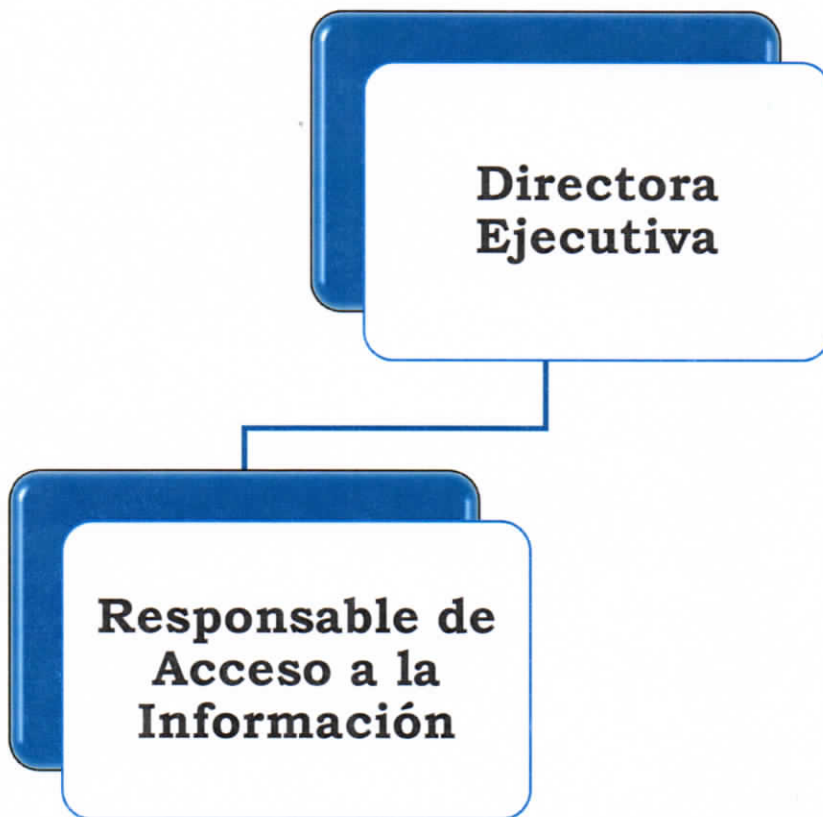 Directora
Ejecutiva
Responsable de
Acceso a la
Información